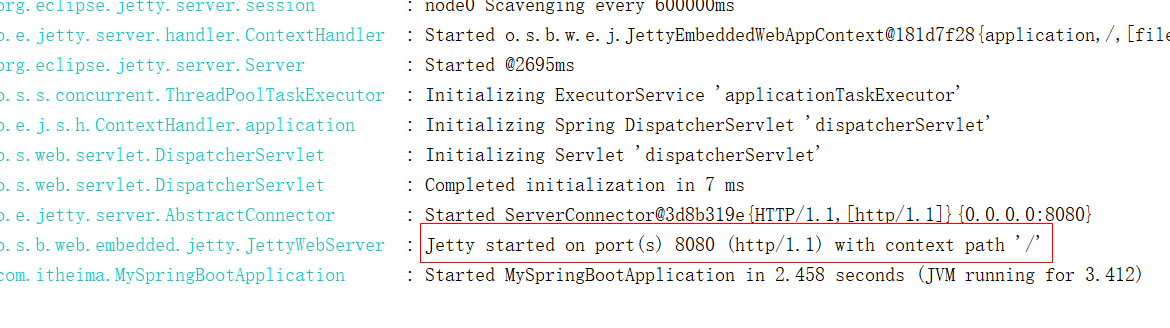 org.eclipse.jetty.server.session : node0 Scavenging every 600000ms
o.e.jetty.server.handler.ContextHandler : Started o.s.b.w.e.j.JettyEmbeddedWebAppContext@181d7f28{application,/,[file
org.eclipse.jetty.server.Server : Started @2695ms
o.s.s.concurrent.ThreadPoolTaskExecutor : Initializing ExecutorService 'applicationTaskExecutor'
o.e.j.s.h.ContextHandler.application : Initializing Spring DispatcherServlet 'dispatcherServlet'
o.s.web.servlet.DispatcherServlet : Initializing Servlet 'dispatcherServlet'
o.s.web.servlet.DispatcherServlet : Completed initialization in 7 ms
o.e.jetty.server.AbstractConnector : Started ServerConnector@3d8b319e{HTTP/1.1,[http/1.1]}{0.0.0.0:8080}
o.s.b.web.embedded.jetty.JettyWebServer : Jetty started on port(s) 8080 (http/1.1) with context path '/'
com.itheima.MySpringBootApplication : Started MySpringBootApplication in 2.458 seconds (JVM running for 3.412)